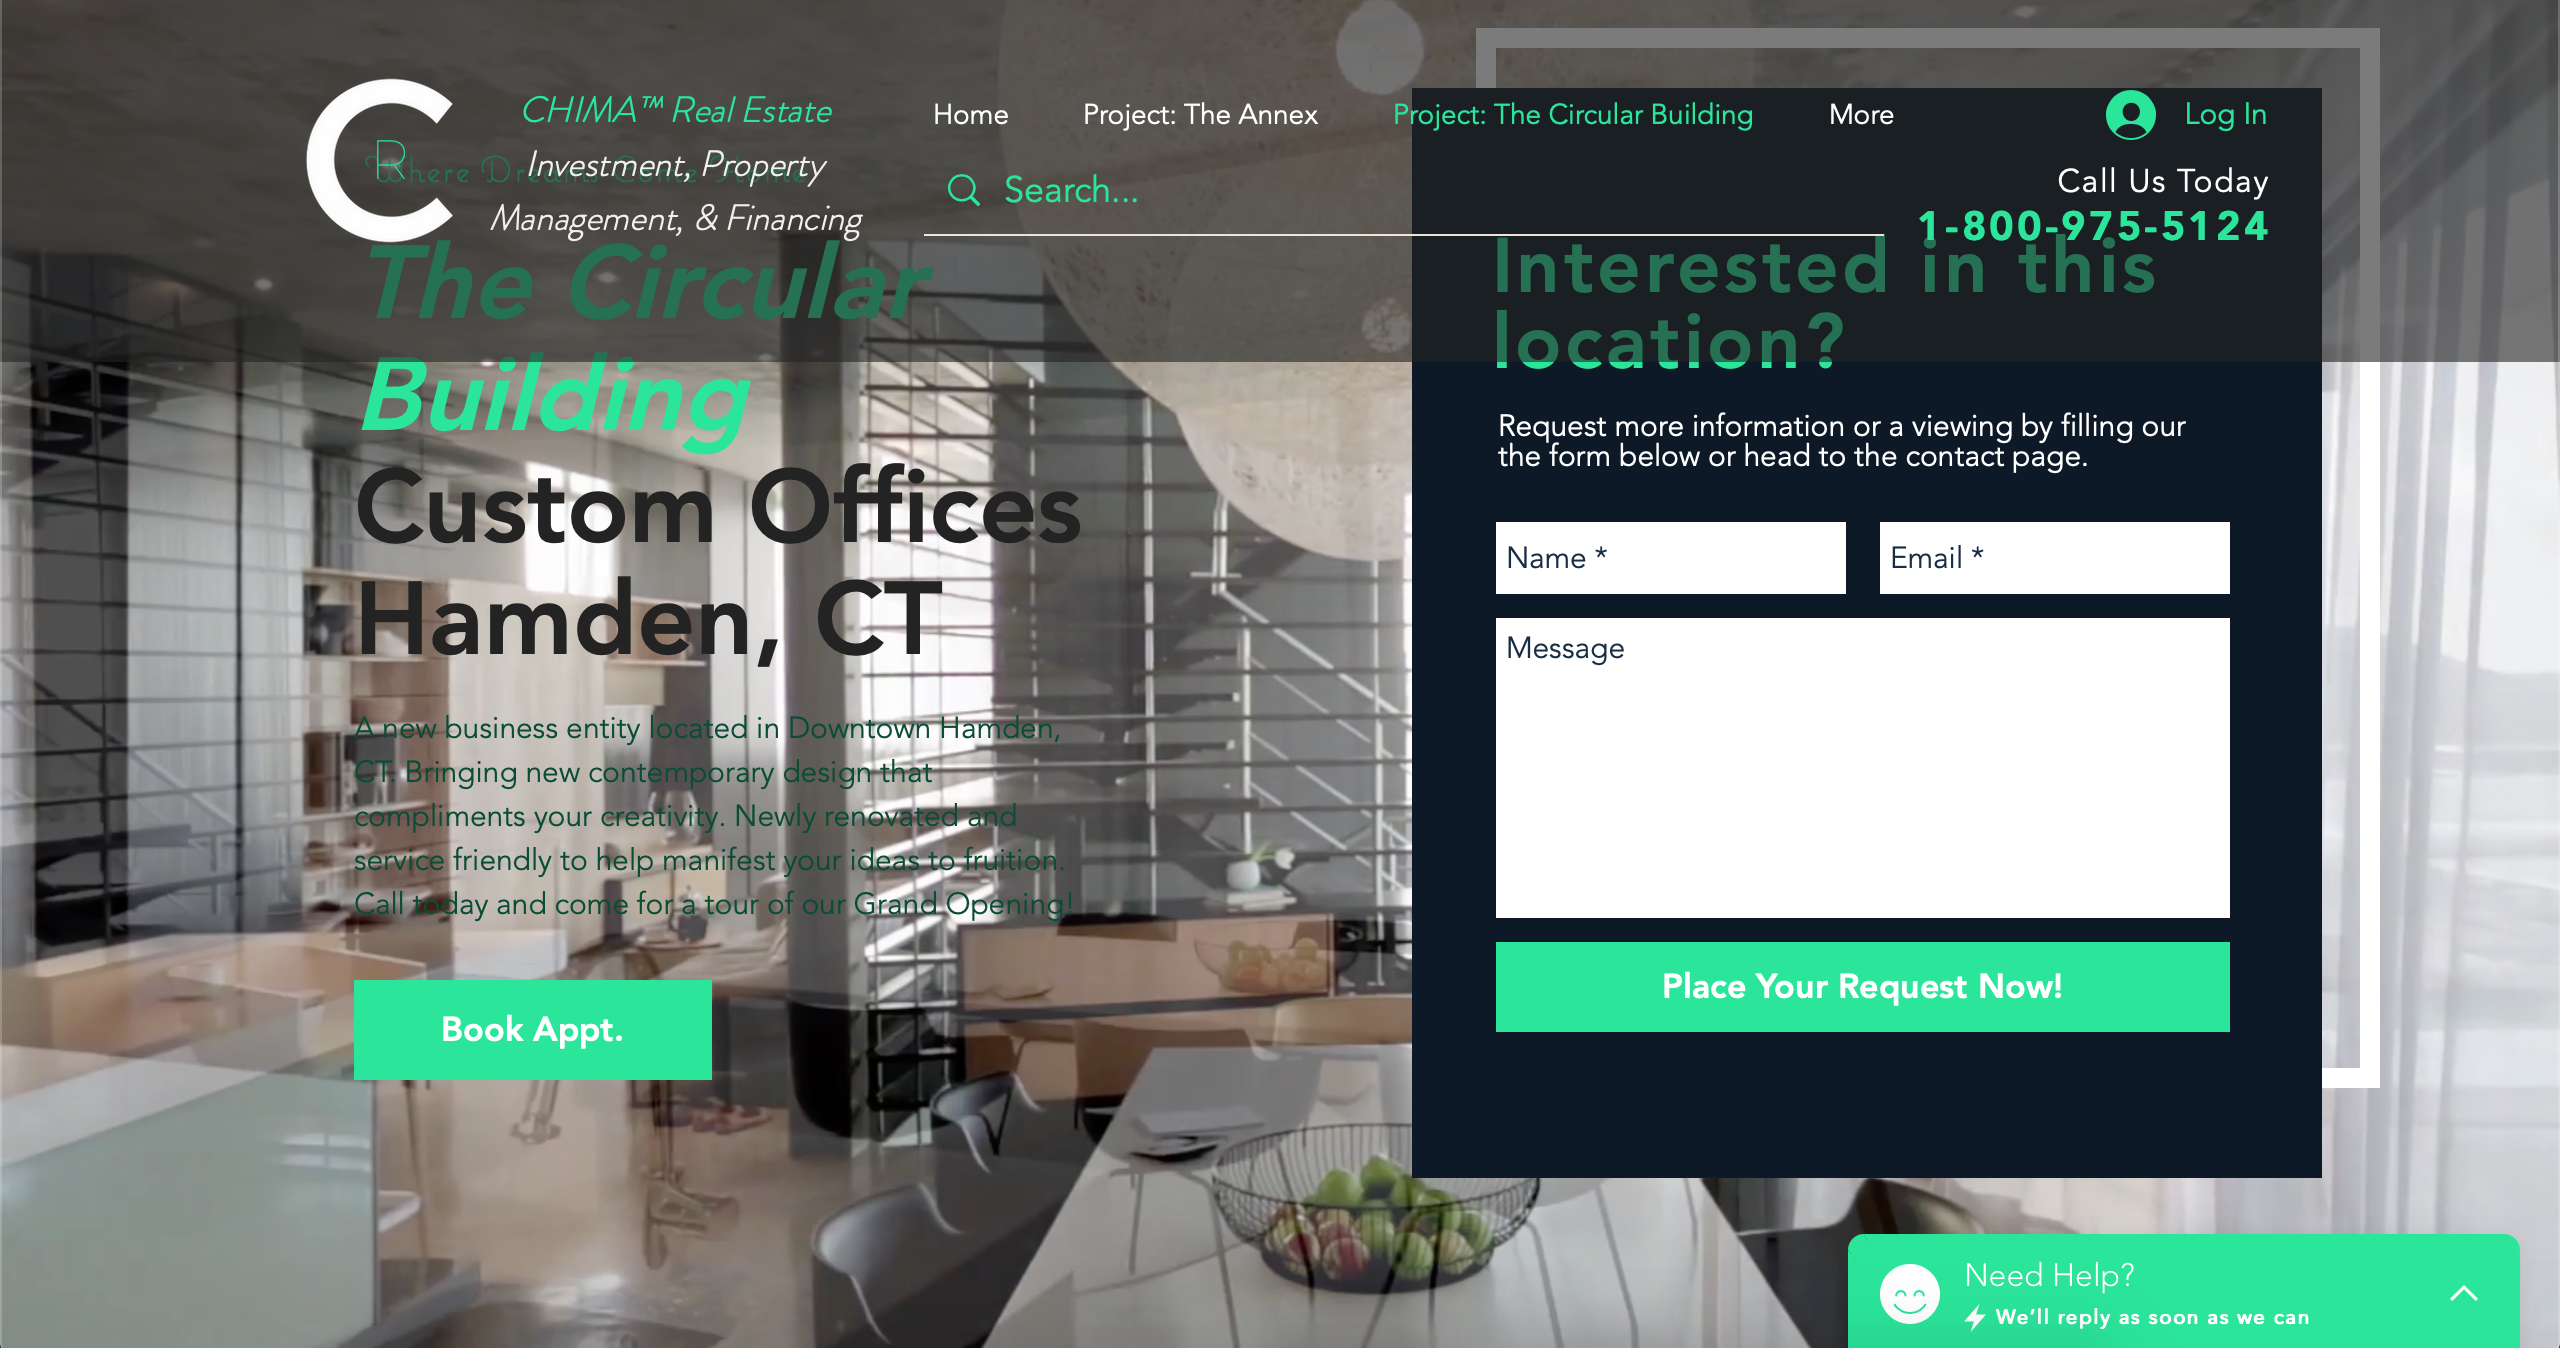 CHIMA™ Real Estate
Investment, Property
Management, & Financing
C
R
Where Dreams Come Home
Home
Project: The Annex
Project: The Circular Building
More
Log In
Search...
Call Us Today
1-800-975-5124
The Circular
Building
Custom Offices
Hamden, CT
A new business entity located in Downtown Hamden,
CT. Bringing new contemporary design that
compliments your creativity. Newly renovated and
service friendly to help manifest your ideas to fruition.
Call today and come for a tour of our Grand Opening!
Book Appt.
Interested in this
location?
Request more information or a viewing by filling our
the form below or head to the contact page.
Name *
Email *
Message
Place Your Request Now!
Need Help?
We'll reply as soon as we can